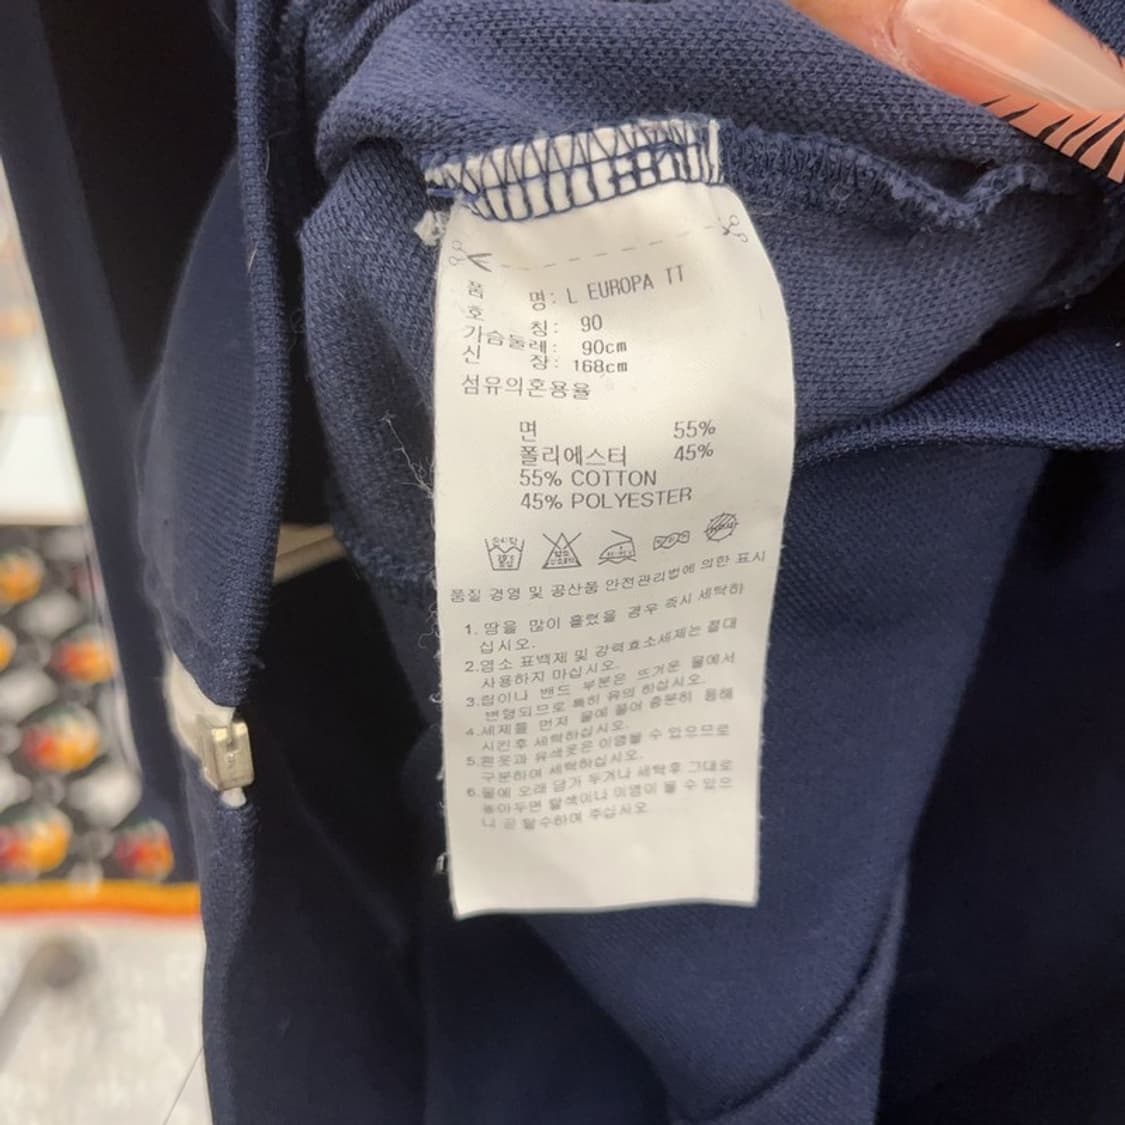 품 명: L EUROPA TT
호 칭: 90
가슴둘레: 90cm
신 장: 168cm
섬유의혼용율
면 55%
폴리에스터 45%
55% COTTON
45% POLYESTER
품질 경영 및 공산품 안전관리법에 의한 표시
1. 땀을 많이 흘렸을 경우 즉시 세탁하
십시오.
2.염소 표백제 및 강력효소세제는 절대
사용하지 마십시오.
3.립이나 밴드 부분은 뜨거운 물에서
변형되므로 특히 유의 하십시오.
4.세제를 먼저 물에 풀어 충분히 용해
시킨후 세탁하십시오.
5.흰옷과 유색옷은 이염될 수 있으므로
구분하여 세탁하십시오.
6.물에 오래 담가 두거나 세탁후 그대로
놓아두면 탈색이나 이염이 될 수 있으
니 탈수하여 주십시오